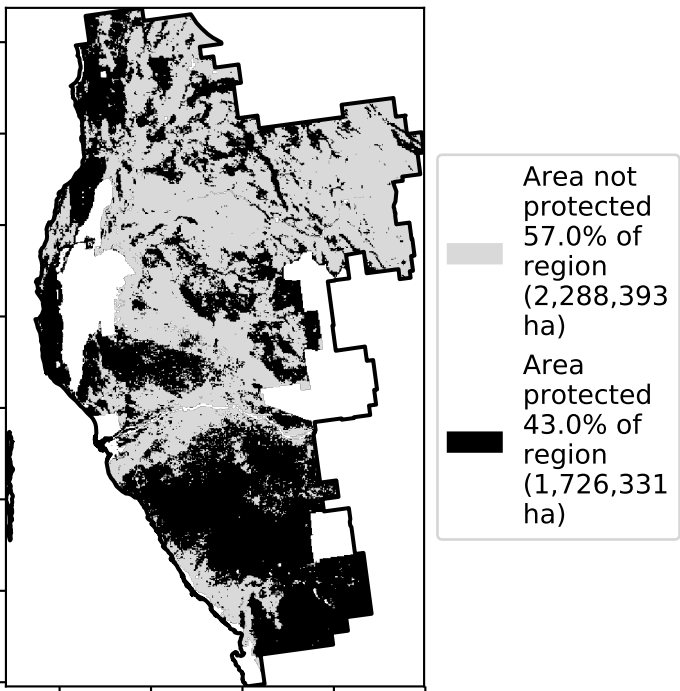 Area not
protected
57.0% of
region
(2,288,393
ha)
Area
protected
43.0% of
region
(1,726,331
ha)